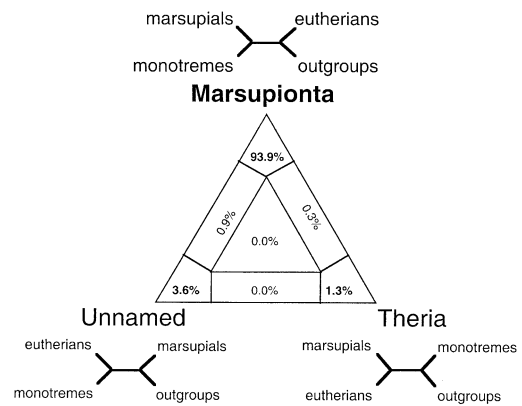 marsupials eutherians
monotremes outgroups
Marsupionta
93.9%
0.9% 0.3%
0.0%
3.6% 0.0% 1.3%
Unnamed Theria
eutherians marsupials marsupials monotremes
monotremes outgroups eutherians outgroups